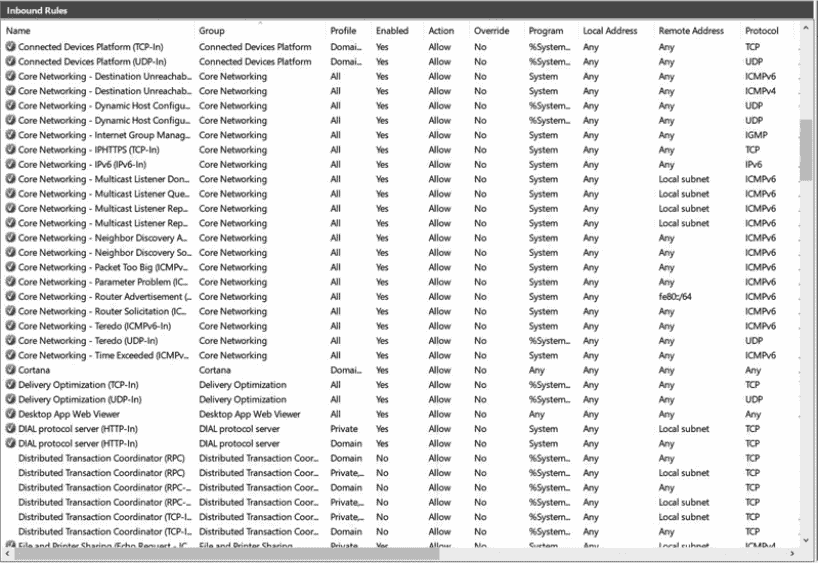 Inbound Rules
Name Group Profile Enabled Action Override Program Local Address Remote Address Protocol
Connected Devices Platform (TCP-In) Connected Devices Platform Domai... Yes Allow No %System... Any Any TCP
Connected Devices Platform (UDP-In) Connected Devices Platform Domai... Yes Allow No %System... Any Any UDP
Core Networking - Destination Unreachab... Core Networking All Yes Allow No System Any Any ICMPv6
Core Networking - Destination Unreachab... Core Networking All Yes Allow No System Any Any ICMPv4
Core Networking - Dynamic Host Configu... Core Networking All Yes Allow No %System... Any Any UDP
Core Networking - Dynamic Host Configu... Core Networking All Yes Allow No %System... Any Any UDP
Core Networking - Internet Group Manag... Core Networking All Yes Allow No System Any Any IGMP
Core Networking - IPHTTPS (TCP-In) Core Networking All Yes Allow No System Any Any TCP
Core Networking - IPv6 (IPv6-In) Core Networking All Yes Allow No System Any Any IPv6
Core Networking - Multicast Listener Don... Core Networking All Yes Allow No System Any Local subnet ICMPv6
Core Networking - Multicast Listener Que... Core Networking All Yes Allow No System Any Local subnet ICMPv6
Core Networking - Multicast Listener Rep... Core Networking All Yes Allow No System Any Local subnet ICMPv6
Core Networking - Multicast Listener Rep... Core Networking All Yes Allow No System Any Local subnet ICMPv6
Core Networking - Neighbor Discovery A... Core Networking All Yes Allow No System Any Any ICMPv6
Core Networking - Neighbor Discovery So... Core Networking All Yes Allow No System Any Any ICMPv6
Core Networking - Packet Too Big (ICMPv... Core Networking All Yes Allow No System Any Any ICMPv6
Core Networking - Parameter Problem (IC... Core Networking All Yes Allow No System Any Any ICMPv6
Core Networking - Router Advertisement (... Core Networking All Yes Allow No System Any fe80::/64 ICMPv6
Core Networking - Router Solicitation (IC... Core Networking All Yes Allow No System Any Any ICMPv6
Core Networking - Teredo (ICMPv6-In) Core Networking All Yes Allow No System Any Any ICMPv6
Core Networking - Teredo (UDP-In) Core Networking All Yes Allow No %System... Any Any UDP
Core Networking - Time Exceeded (ICMPv... Core Networking All Yes Allow No System Any Any ICMPv6
Cortana Cortana Domai... Yes Allow No Any Any Any Any
Delivery Optimization (TCP-In) Delivery Optimization All Yes Allow No %System... Any Any TCP
Delivery Optimization (UDP-In) Delivery Optimization All Yes Allow No %System... Any Any UDP
Desktop App Web Viewer Desktop App Web Viewer All Yes Allow No Any Any Any Any
DIAL protocol server (HTTP-In) DIAL protocol server Private Yes Allow No System Any Local subnet TCP
DIAL protocol server (HTTP-In) DIAL protocol server Domain Yes Allow No System Any Any TCP
Distributed Transaction Coordinator (RPC) Distributed Transaction Coor... Domain No Allow No %System... Any Any TCP
Distributed Transaction Coordinator (RPC) Distributed Transaction Coor... Private,... No Allow No %System... Any Local subnet TCP
Distributed Transaction Coordinator (RPC-... Distributed Transaction Coor... Domain No Allow No %System... Any Any TCP
Distributed Transaction Coordinator (RPC-... Distributed Transaction Coor... Private,... No Allow No %System... Any Local subnet TCP
Distributed Transaction Coordinator (TCP-I... Distributed Transaction Coor... Private,... No Allow No %System... Any Local subnet TCP
Distributed Transaction Coordinator (TCP-I... Distributed Transaction Coor... Domain No Allow No %System... Any Any TCP
File and Printer Sharing (Echo Request - IC... File and Printer Sharing Private Yes Allow No System Any Local subnet ICMPv4